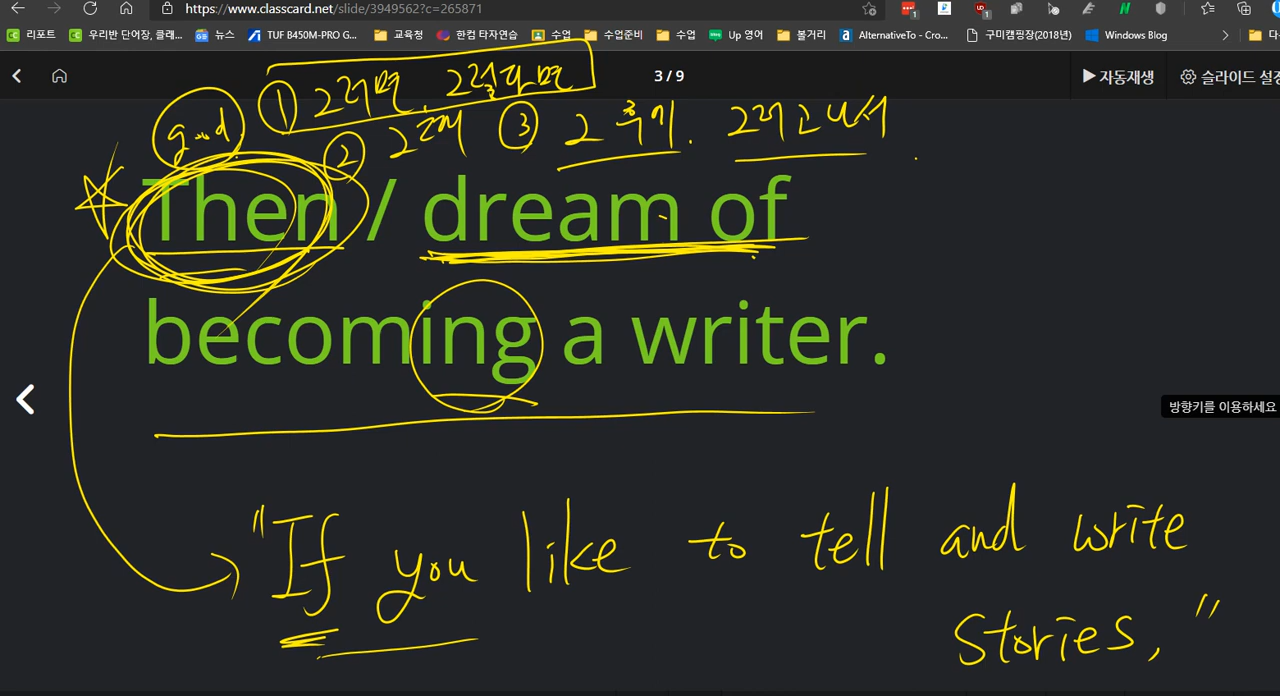 https://www.classcard.net/slide/3949562?c=265871
리포트 우리반 단어장, 클래... 뉴스 TUF B450M-PRO G... 교육청 한컴 타자연습 수업 수업준비 수업 Up 영어 볼거리 AlternativeTo - Cro... 구미캠핑장(2018년) Windows Blog
3 / 9 자동재생 슬라이드 설정
① 그러면, 그렇다면
good ② 그때 ③ 그 후에. 그러고나서
Then / dream of
becoming a writer.
방향키를 이용하세요
"If you like to tell and write
stories,"